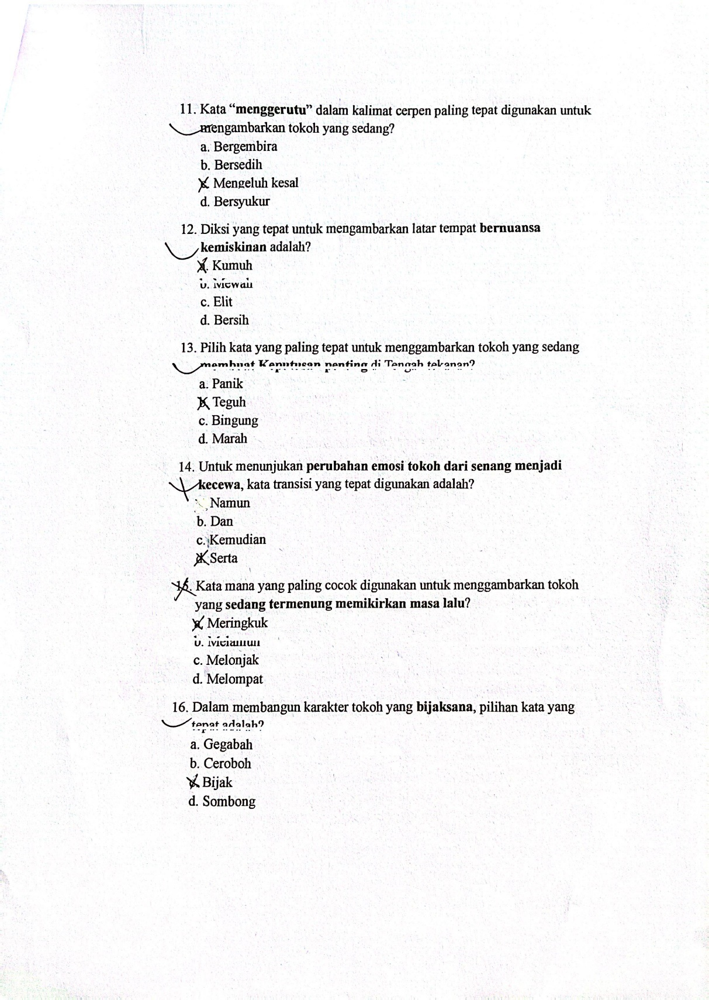 11. Kata “menggerutu” dalam kalimat cerpen paling tepat digunakan untuk
mengambarkan tokoh yang sedang?
a. Bergembira
b. Bersedih
c. Mengeluh kesal
d. Bersyukur
12. Diksi yang tepat untuk mengambarkan latar tempat bernuansa
kemiskinan adalah?
a. Kumuh
b. Mewah
c. Elit
d. Bersih
13. Pilih kata yang paling tepat untuk menggambarkan tokoh yang sedang
membuat Keputusan penting di Tengah tekanan?
a. Panik
b. Teguh
c. Bingung
d. Marah
14. Untuk menunjukan perubahan emosi tokoh dari senang menjadi
kecewa, kata transisi yang tepat digunakan adalah?
Namun
b. Dan
c. Kemudian
d. Serta
15. Kata mana yang paling cocok digunakan untuk menggambarkan tokoh
yang sedang termenung memikirkan masa lalu?
a. Meringkuk
b. Melamun
c. Melonjak
d. Melompat
16. Dalam membangun karakter tokoh yang bijaksana, pilihan kata yang
tepat adalah?
a. Gegabah
b. Ceroboh
c. Bijak
d. Sombong